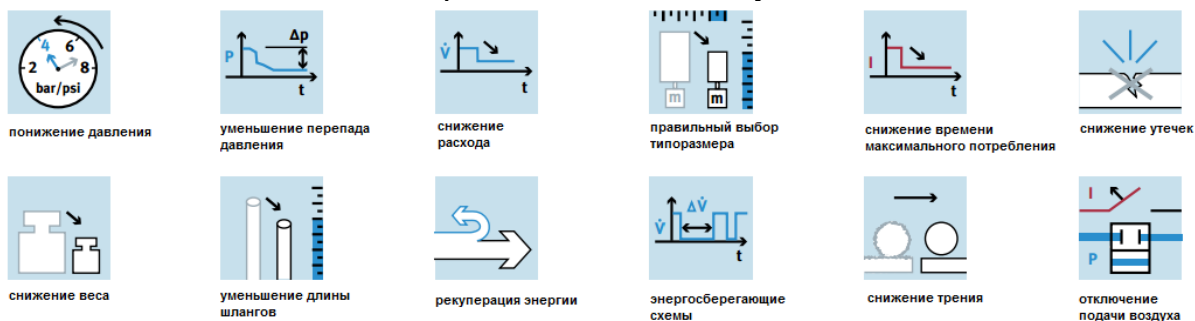 4 6
2 8
bar/psi
понижение давления
P Δp
t
уменьшение перепада
давления
V̇
t
снижение
расхода
m m
правильный выбор
типоразмера
I
t
снижение времени
максимального потребления
снижение утечек
снижение веса
уменьшение длины
шлангов
рекуперация энергии
ΔV̇
V̇
t
энергосберегающие
схемы
снижение трения
I
P
отключение
подачи воздуха